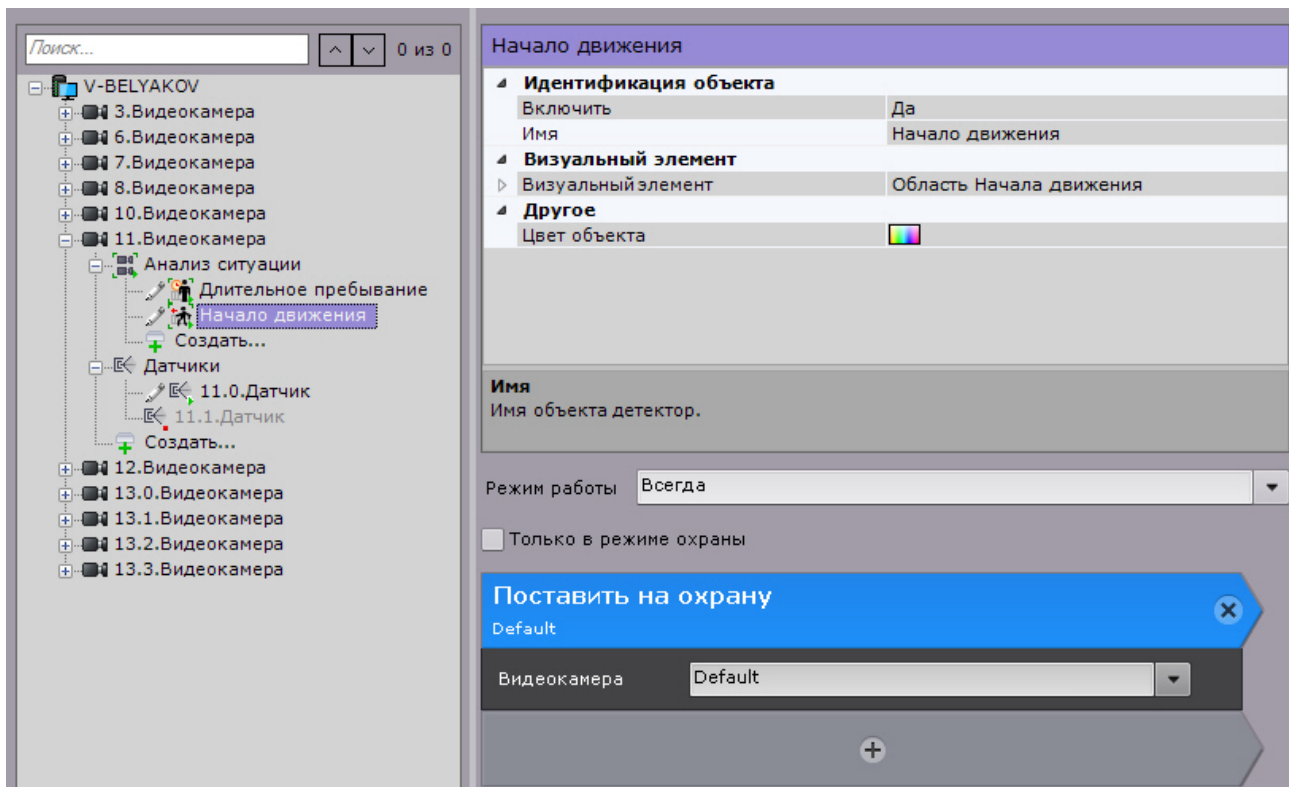 Поиск...
0 из 0
V-BELYAKOV
3.Видеокамера
6.Видеокамера
7.Видеокамера
8.Видеокамера
10.Видеокамера
11.Видеокамера
Анализ ситуации
Длительное пребывание
Начало движения
Создать...
Датчики
11.0.Датчик
11.1.Датчик
Создать...
12.Видеокамера
13.0.Видеокамера
13.1.Видеокамера
13.2.Видеокамера
13.3.Видеокамера
Начало движения
Идентификация объекта
Включить Да
Имя Начало движения
Визуальный элемент
Визуальный элемент Область Начала движения
Другое
Цвет объекта
Имя
Имя объекта детектор.
Режим работы Всегда
Только в режиме охраны
Поставить на охрану
Default
Видеокамера Default